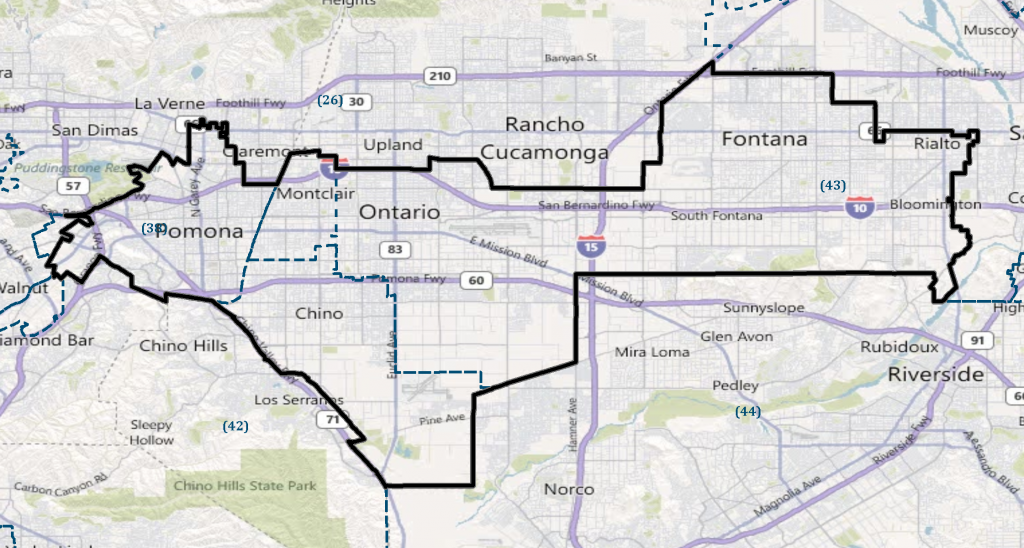 Heights
Muscoy
Banyan St
210
Foothill Fwy
La Verne
Foothill Fwy
(26)
30
Ontario
San Dimas
Rancho
Cucamonga
Fontana
Upland
Rialto
Claremont
Puddingstone Reservoir
57
N Garey Ave
Montclair
(43)
10
Bloomington
San Bernardino Fwy
South Fontana
Ontario
Pomona
83
E Mission Blvd
15
Walnut
Pomona Fwy
60
Mission Blvd
Sunnyslope
Chino
Glen Avon
Diamond Bar
Chino Hills
Euclid Ave
Mira Loma
Rubidoux
91
Riverside
Pedley
Los Serranos
71
Pine Ave
(44)
Hamner Ave
Sleepy
Hollow
(42)
Riverside Fwy
Alessandro Blvd
Carbon Canyon Rd
Chino Hills State Park
Norco
Magnolia Ave